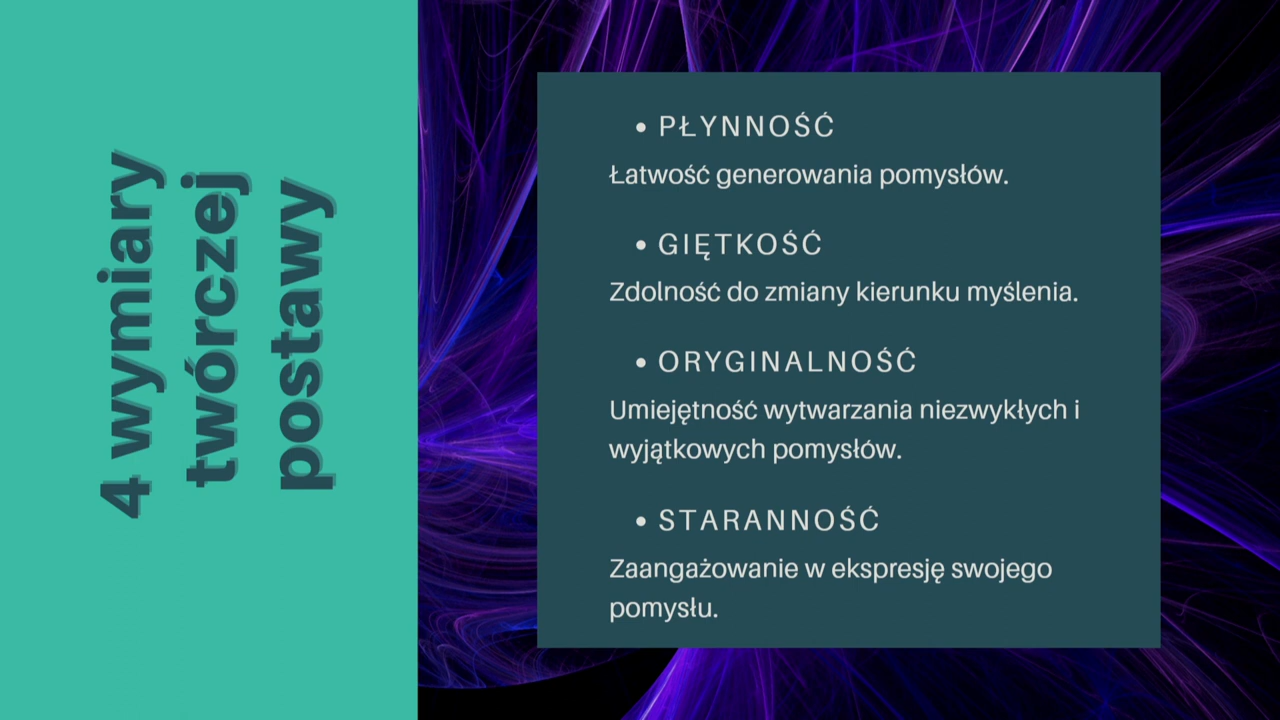 4 wymiary
twórczej
postawy
• PŁYNNOŚĆ
Łatwość generowania pomysłów.
• GIĘTKOŚĆ
Zdolność do zmiany kierunku myślenia.
• ORYGINALNOŚĆ
Umiejętność wytwarzania niezwykłych i
wyjątkowych pomysłów.
• STARANNOŚĆ
Zaangażowanie w ekspresję swojego
pomysłu.